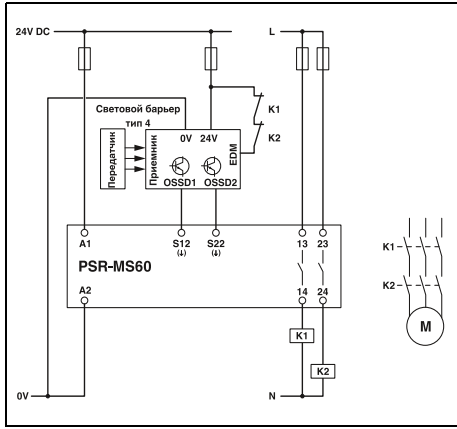 24V DC
L
Световой барьер
тип 4
K1
K2
0V 24V
EDM
Передатчик
Приемник
OSSD1 OSSD2
A1
S12
(↓)
S22
(↓)
13 23
PSR-MS60
A2
14 24
K1
K2
0V
N
K1
K2
M